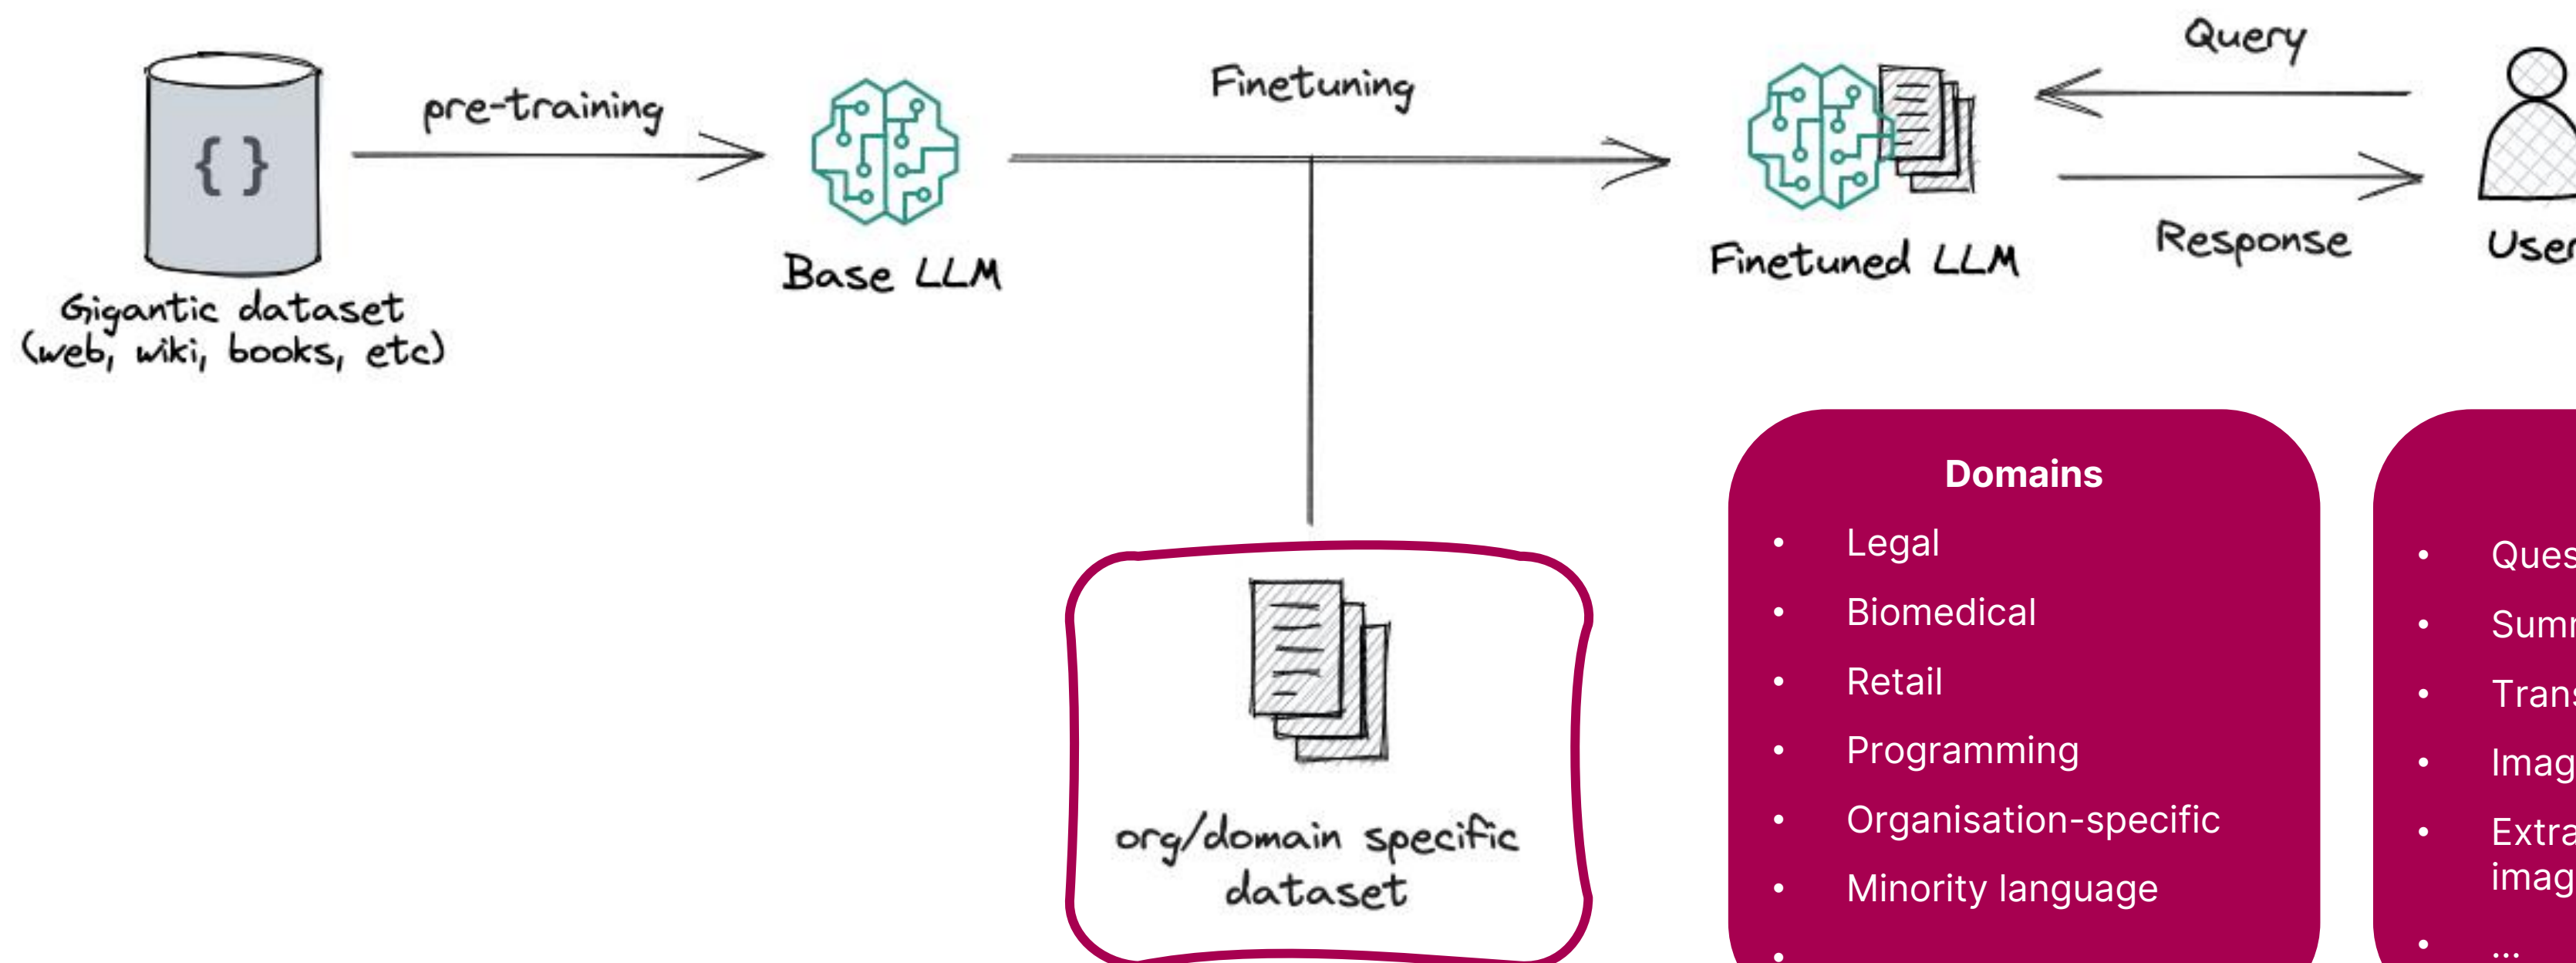 Query
pre-training
Finetuning
{ }
Base LLM
Finetuned LLM
Response
User
Gigantic dataset
(web, wiki, books, etc)
org/domain specific
dataset
Domains
• Legal
• Biomedical
• Retail
• Programming
• Organisation-specific
• Minority language
•
•
•
•
•
•
• ...